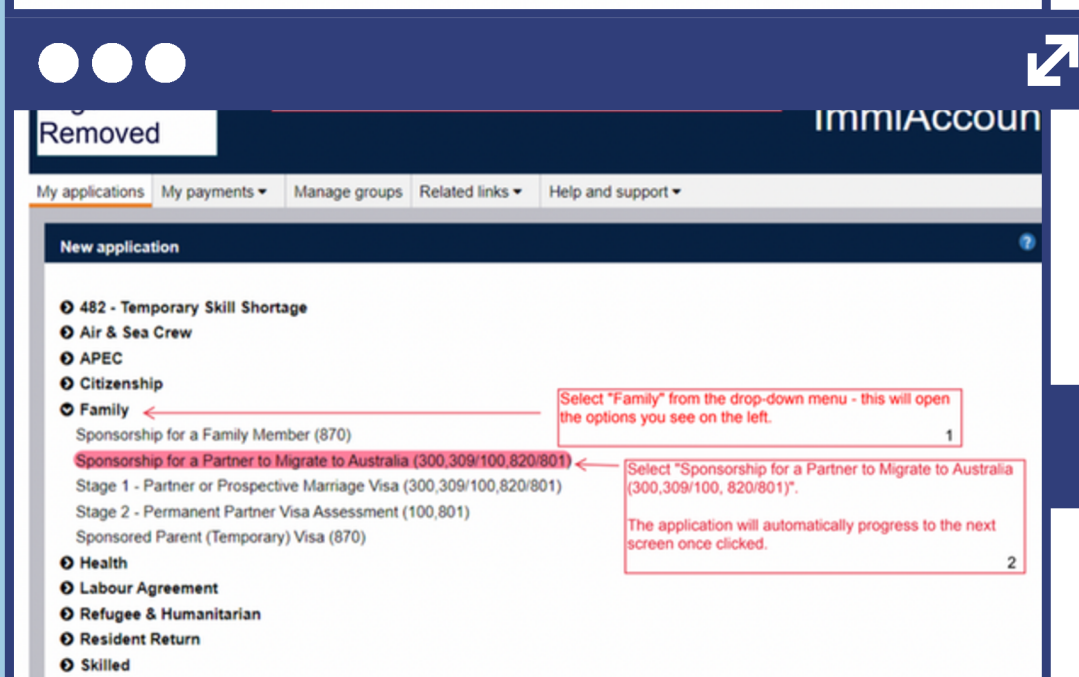 Removed
ImmiAccoun
My applications My payments Manage groups Related links Help and support
New application
482 - Temporary Skill Shortage
Air & Sea Crew
APEC
Citizenship
Family
Sponsorship for a Family Member (870)
Sponsorship for a Partner to Migrate to Australia (300,309/100,820/801)
Stage 1 - Partner or Prospective Marriage Visa (300,309/100,820/801)
Stage 2 - Permanent Partner Visa Assessment (100,801)
Sponsored Parent (Temporary) Visa (870)
Health
Labour Agreement
Refugee & Humanitarian
Resident Return
Skilled
Select "Family" from the drop-down menu - this will open
the options you see on the left.
1
Select "Sponsorship for a Partner to Migrate to Australia
(300,309/100, 820/801)".
The application will automatically progress to the next
screen once clicked.
2